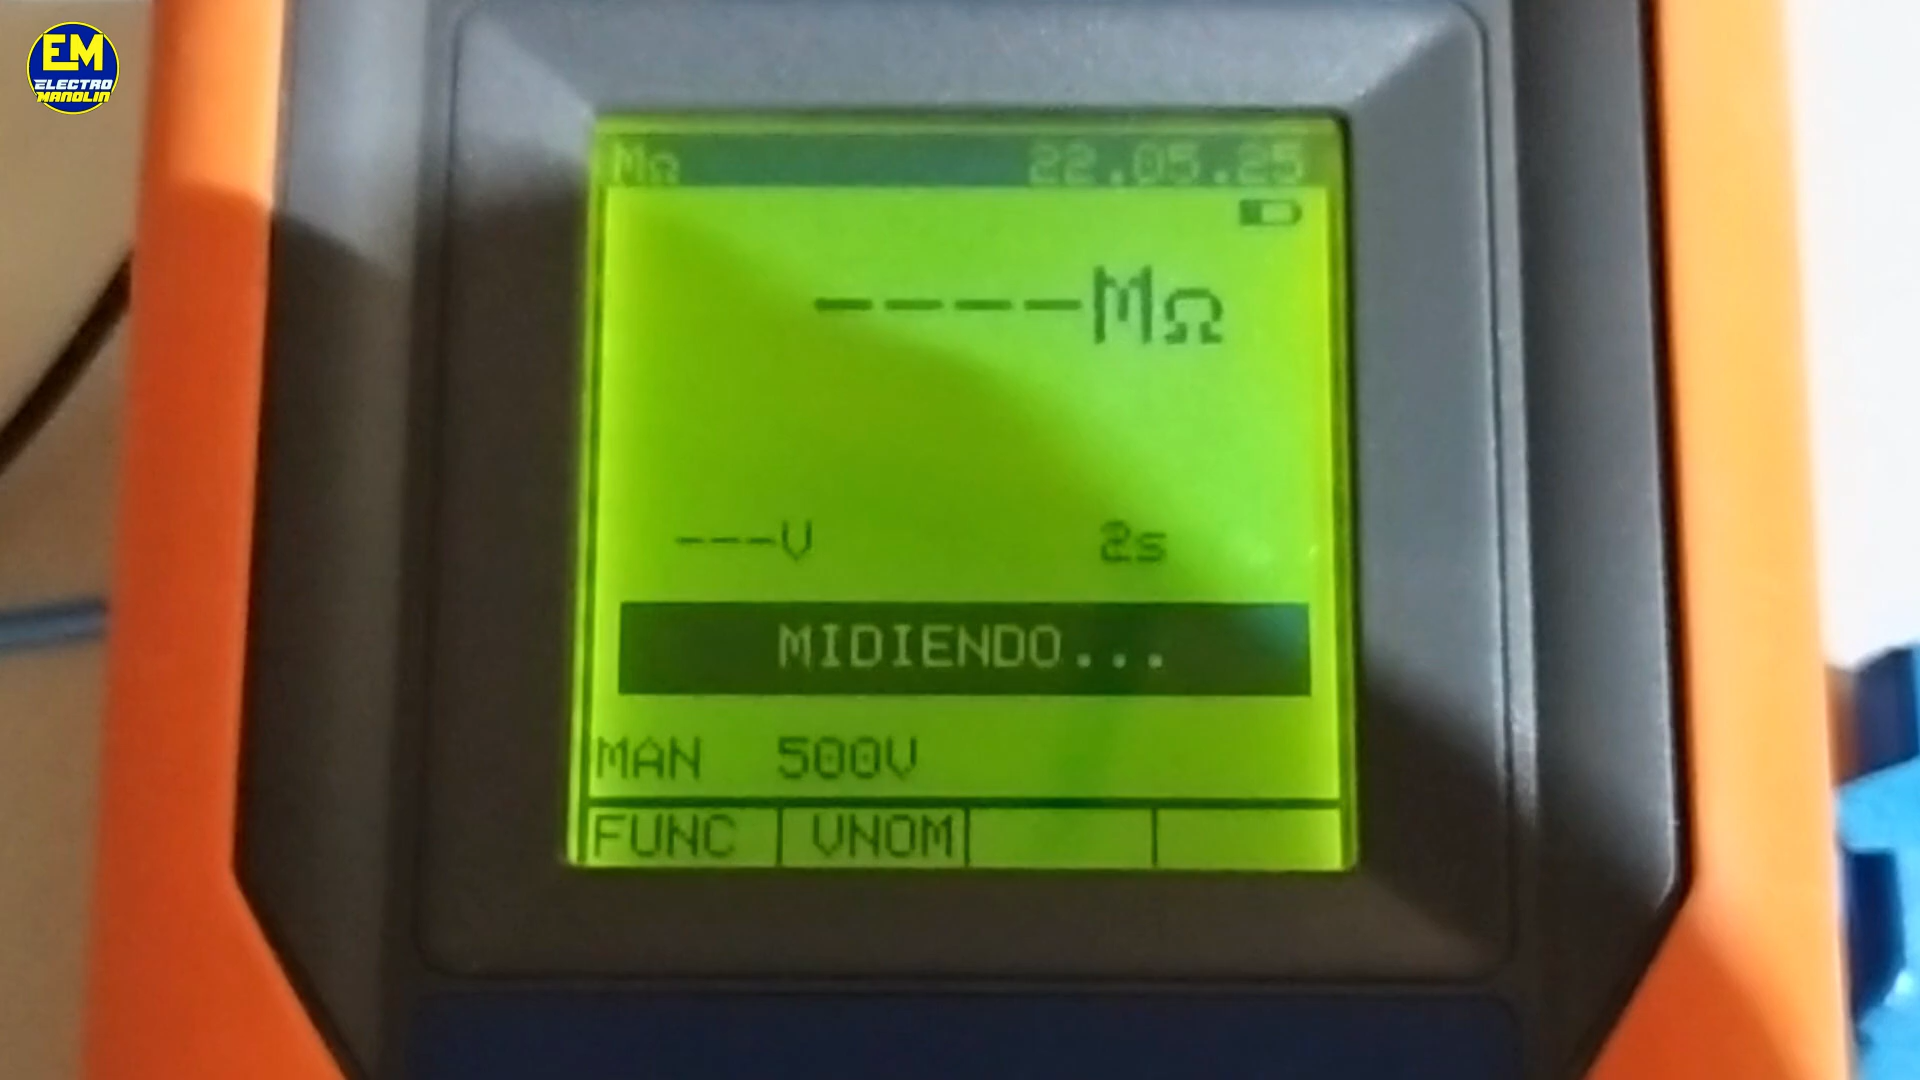 EM
ELECTRO
MANOLIN
MΩ 22.05.25
----MΩ
---V 2s
MIDIENDO...
MAN 500V
FUNC VNOM